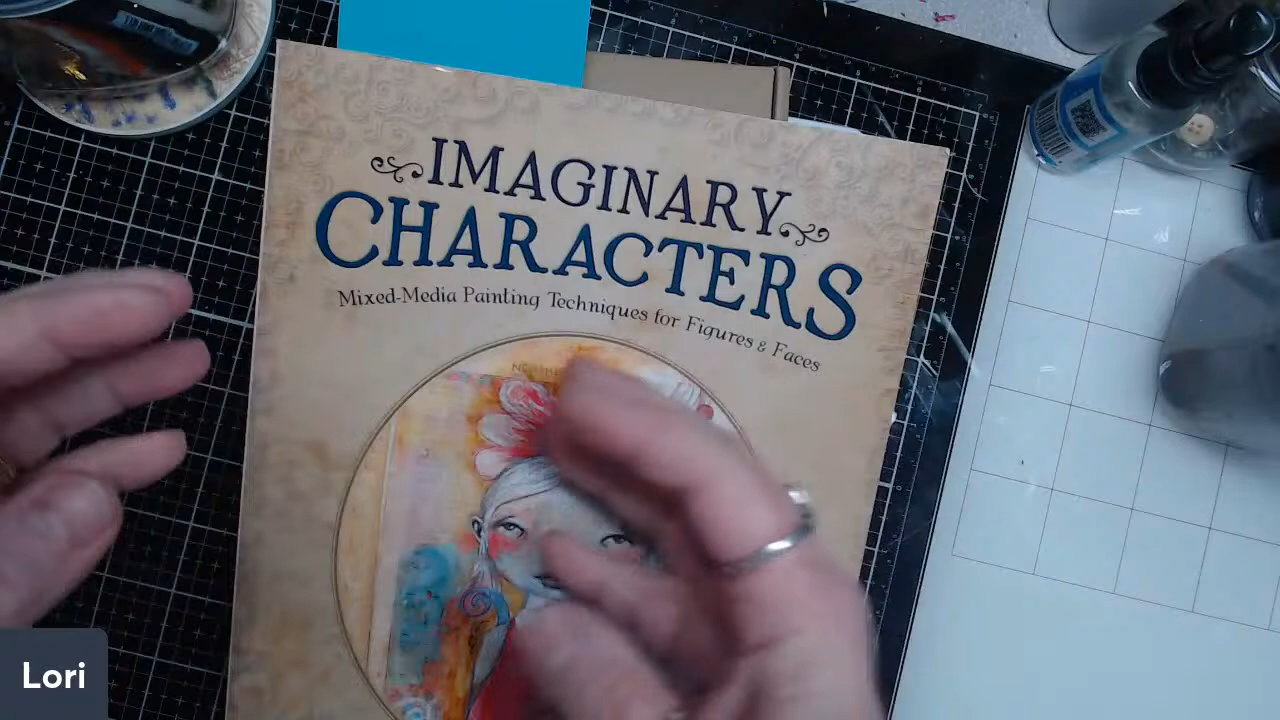 IMAGINARY
CHARACTERS
Mixed-Media Painting Techniques for Figures & Faces
Lori